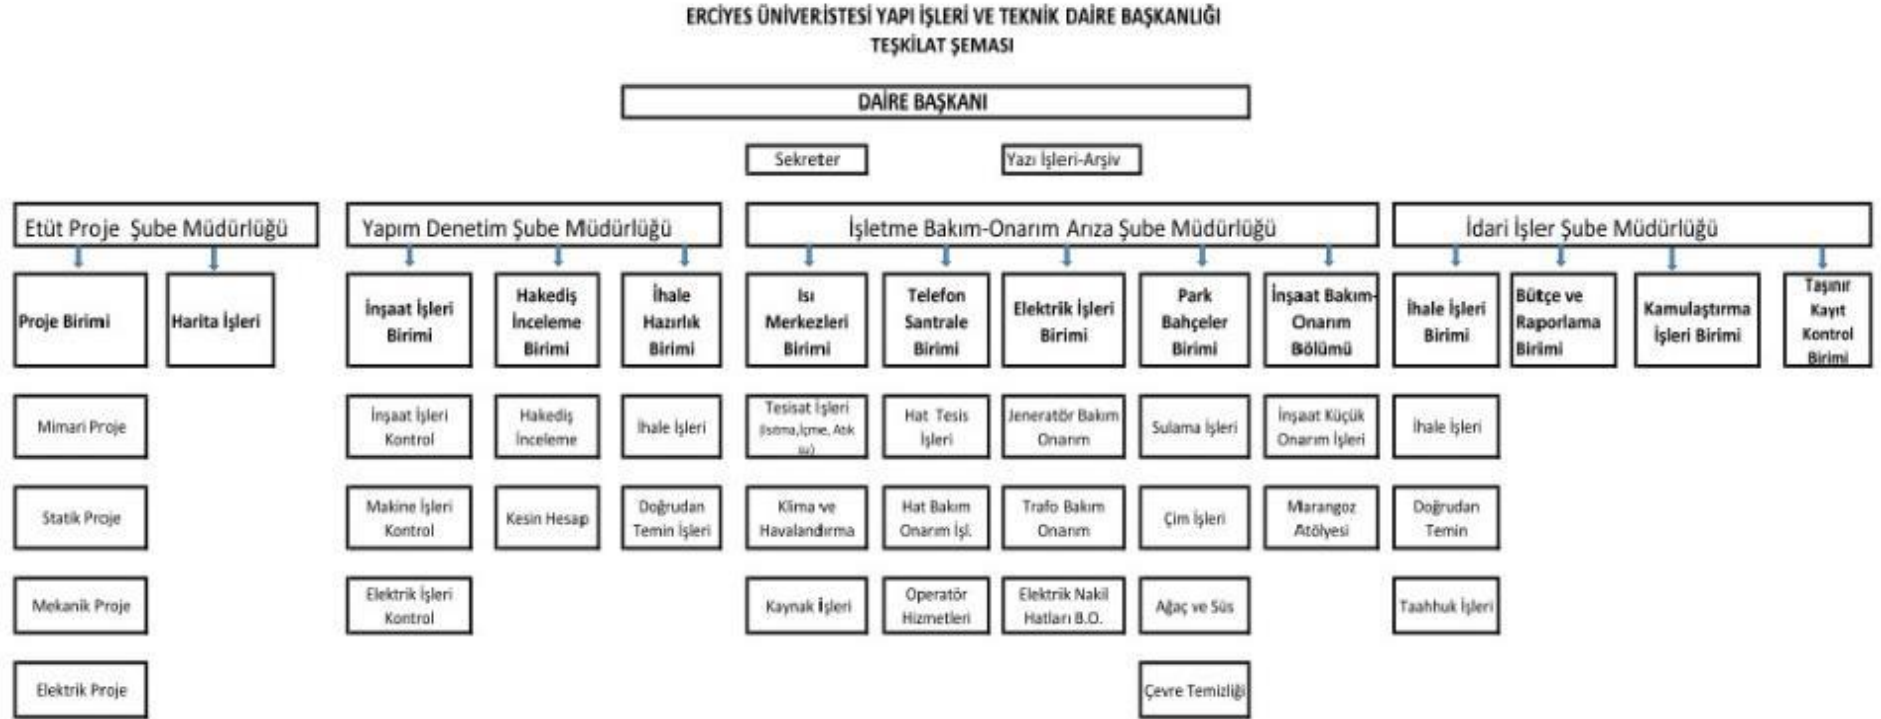 ERCİYES ÜNİVERİSTESİ YAPI İŞLERİ VE TEKNİK DAİRE BAŞKANLIĞI
TEŞKİLAT ŞEMASI
DAİRE BAŞKANI
Sekreter
Yazı İşleri-Arşiv
Etüt Proje Şube Müdürlüğü
Yapım Denetim Şube Müdürlüğü
İşletme Bakım-Onarım Arıza Şube Müdürlüğü
İdari İşler Şube Müdürlüğü
Proje Birimi
Harita İşleri
İnşaat İşleri
Birimi
Hakediş
İnceleme
Birimi
İhale
Hazırlık
Birimi
Isı
Merkezleri
Birimi
Telefon
Santrale
Birimi
Elektrik İşleri
Birimi
Park
Bahçeler
Birimi
İnşaat Bakım-
Onarım
Bölümü
İhale İşleri
Birimi
Bütçe ve
Raporlama
Birimi
Kamulaştırma
İşleri Birimi
Taşınır
Kayıt
Kontrol
Birimi
Mimari Proje
İnşaat İşleri
Kontrol
Hakediş
İnceleme
İhale İşleri
Tesisat İşleri
(Isıtma,İçme, Atık
su)
Hat Tesis
İşleri
Jeneratör Bakım
Onarım
Sulama İşleri
İnşaat Küçük
Onarım İşleri
İhale İşleri
Statik Proje
Makine İşleri
Kontrol
Kesin Hesap
Doğrudan
Temin İşleri
Klima ve
Havalandırma
Hat Bakım
Onarım İşl.
Trafo Bakım
Onarım
Çim İşleri
Marangoz
Atölyesi
Doğrudan
Temin
Mekanik Proje
Elektrik İşleri
Kontrol
Kaynak İşleri
Operatör
Hizmetleri
Elektrik Nakil
Hatları B.O.
Ağaç ve Süs
Taahhuk İşleri
Elektrik Proje
Çevre Temizliği